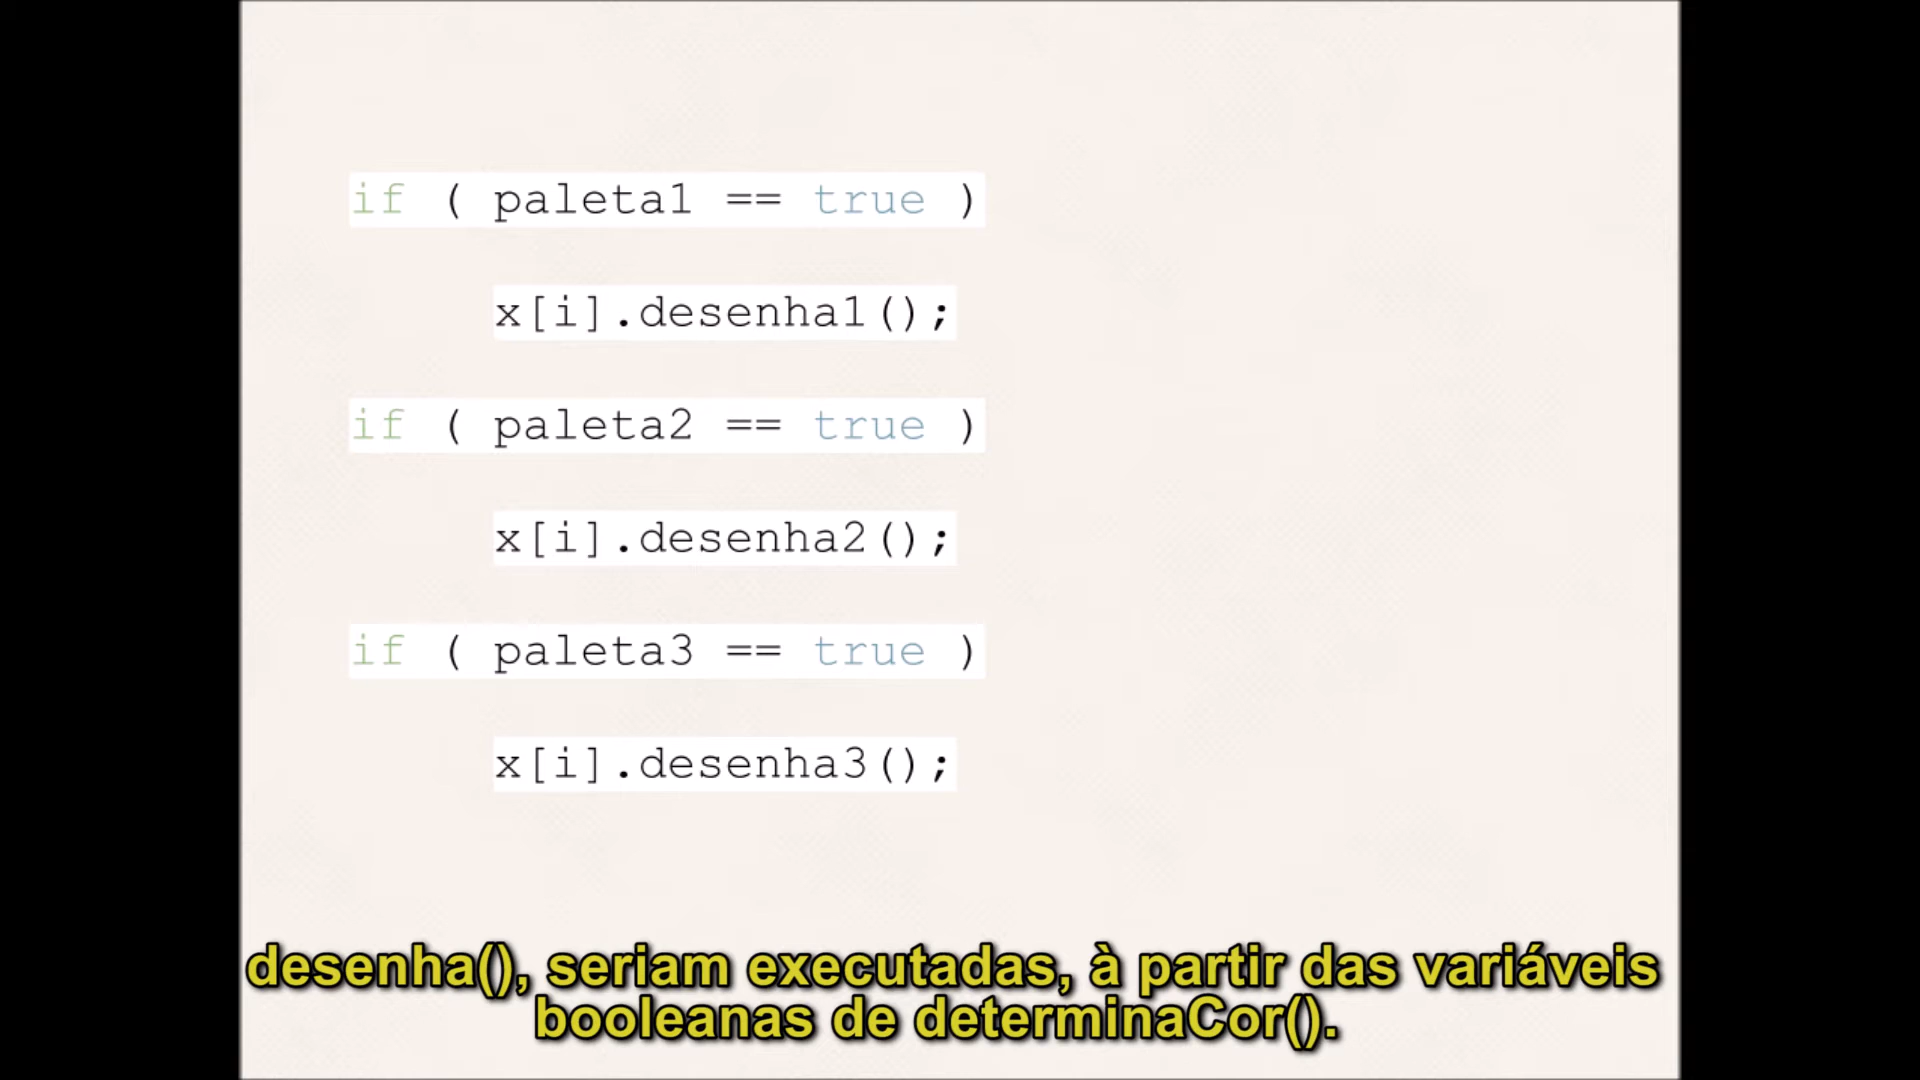 if ( paleta1 == true )
x[i].desenha1();
if ( paleta2 == true )
x[i].desenha2();
if ( paleta3 == true )
x[i].desenha3();
desenha(), seriam executadas, à partir das variáveis
booleanas de determinaCor().